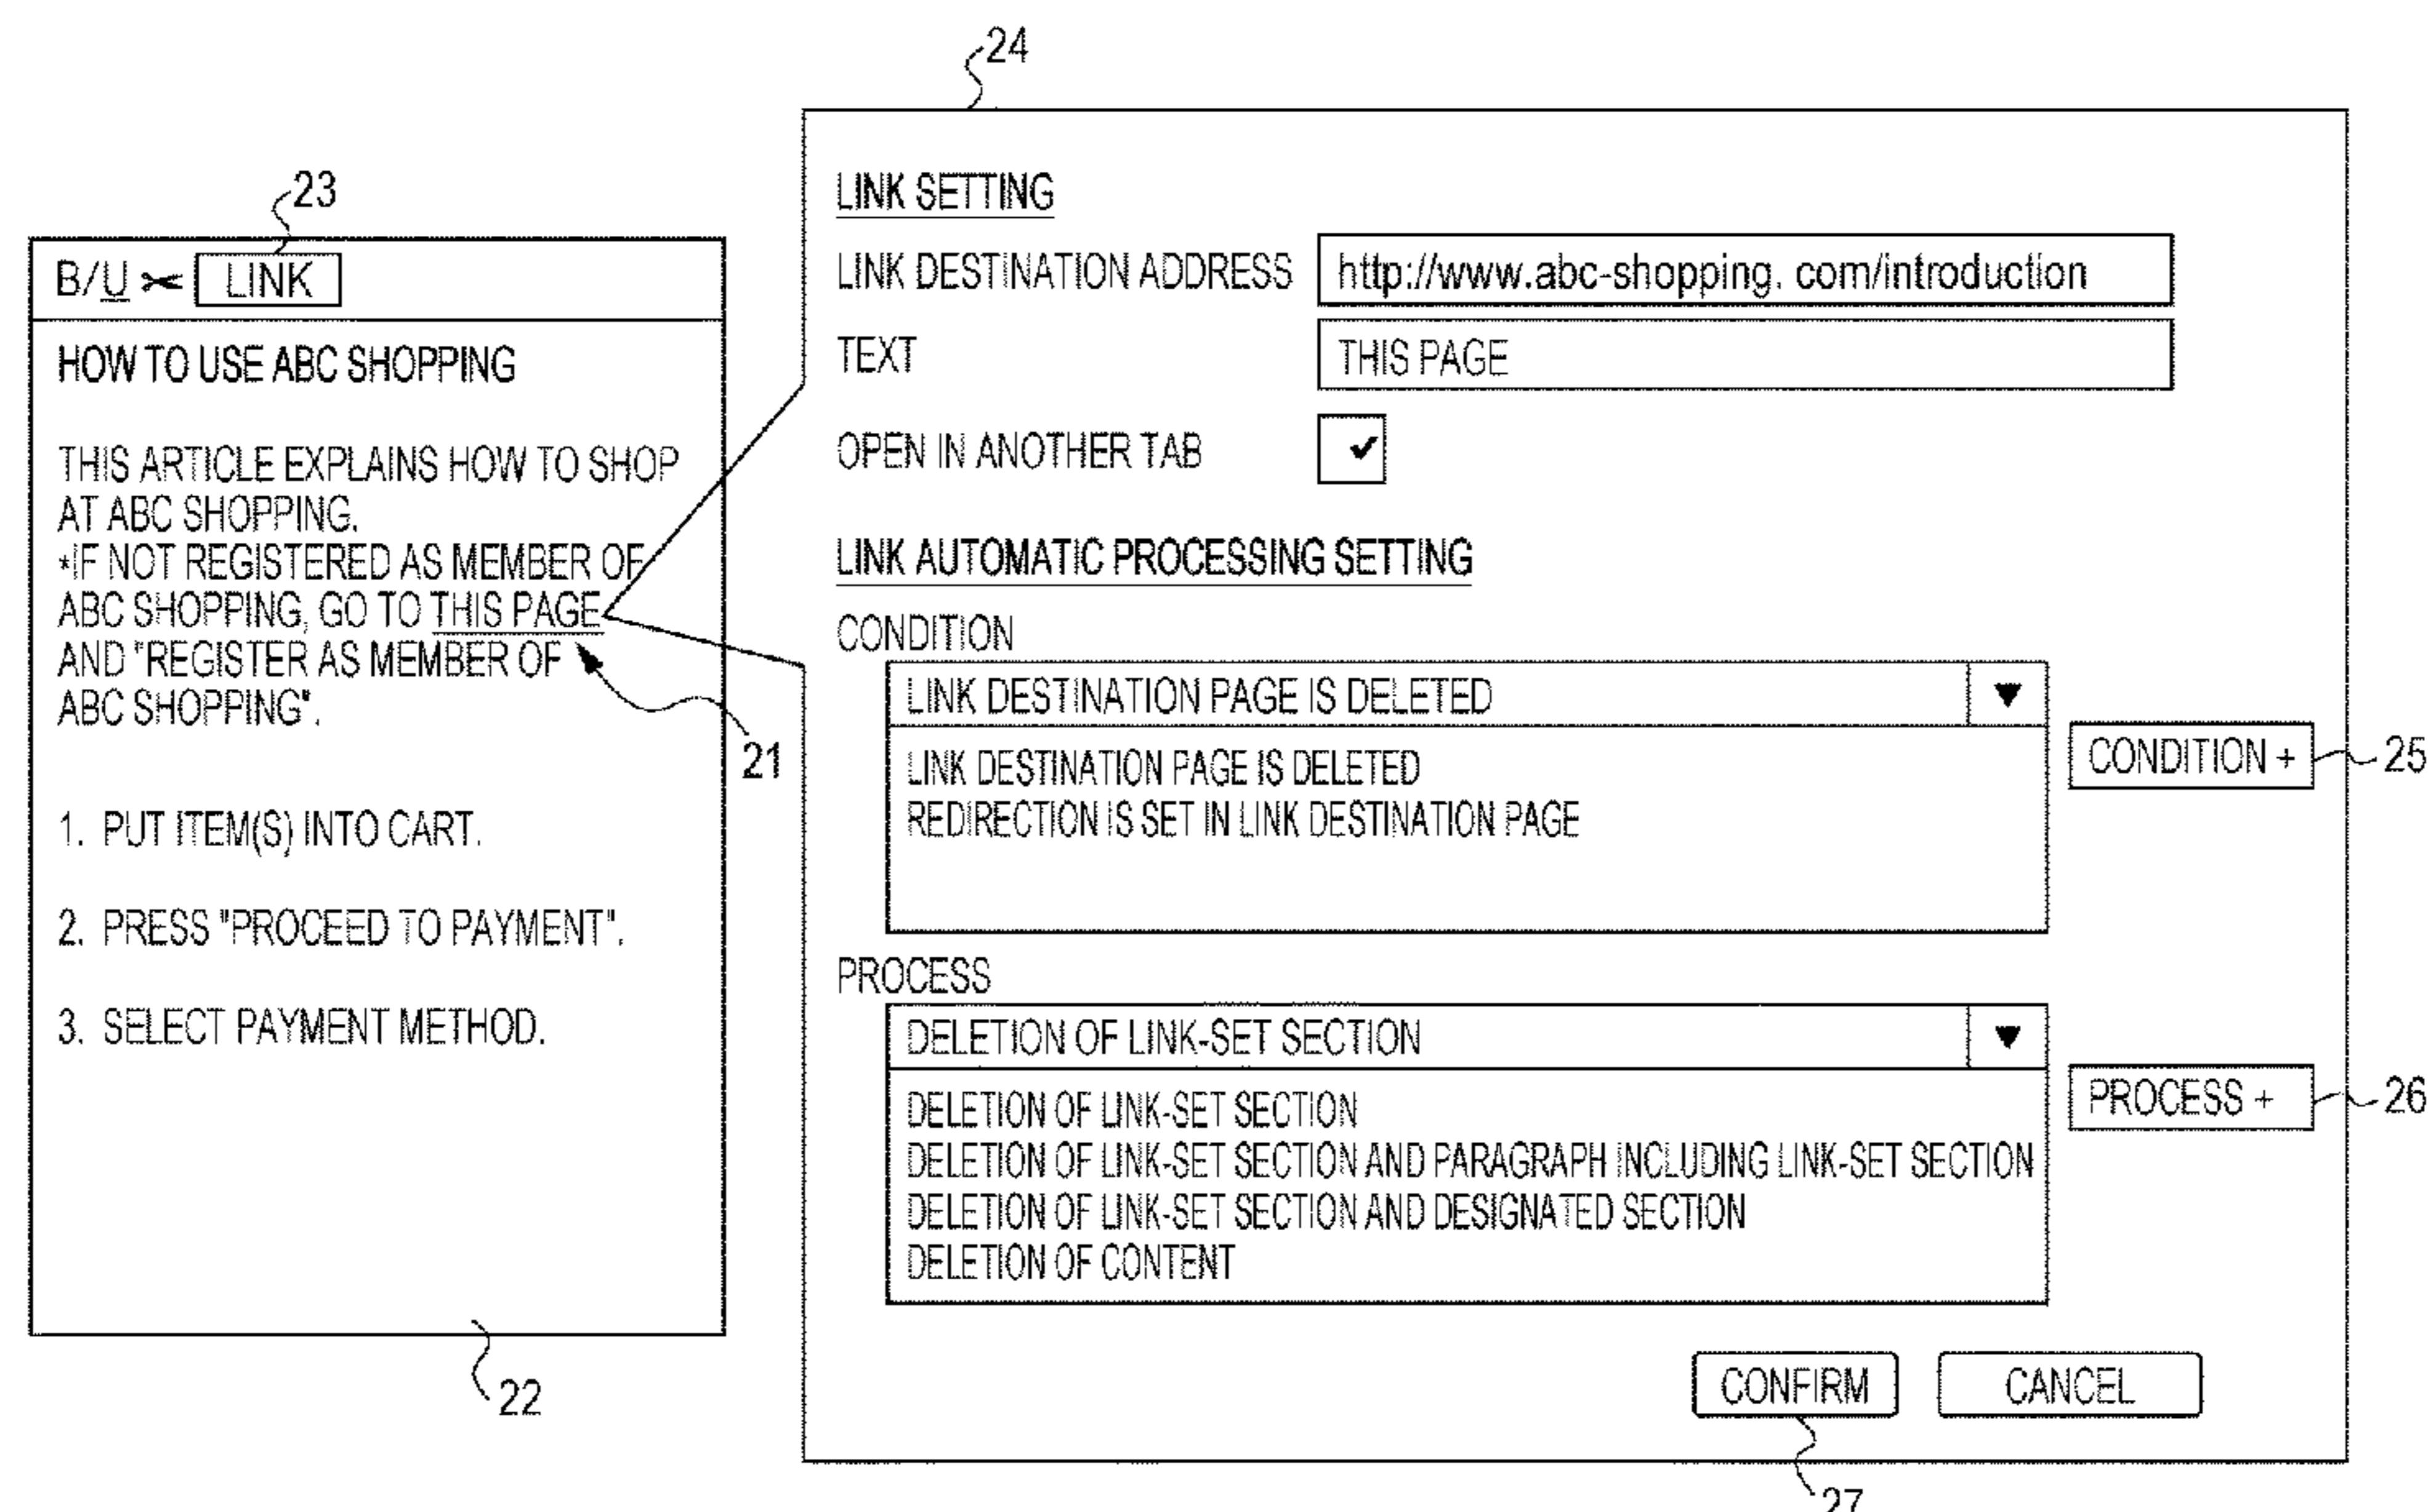 24
23
B/U ✂ LINK
HOW TO USE ABC SHOPPING
THIS ARTICLE EXPLAINS HOW TO SHOP
AT ABC SHOPPING.
*IF NOT REGISTERED AS MEMBER OF
ABC SHOPPING, GO TO THIS PAGE
AND "REGISTER AS MEMBER OF
ABC SHOPPING".
21
1. PUT ITEM(S) INTO CART.
2. PRESS "PROCEED TO PAYMENT".
3. SELECT PAYMENT METHOD.
22
LINK SETTING
LINK DESTINATION ADDRESS http://www.abc-shopping. com/introduction
TEXT THIS PAGE
OPEN IN ANOTHER TAB ✔
LINK AUTOMATIC PROCESSING SETTING
CONDITION
LINK DESTINATION PAGE IS DELETED ▼
LINK DESTINATION PAGE IS DELETED
REDIRECTION IS SET IN LINK DESTINATION PAGE
CONDITION + 25
PROCESS
DELETION OF LINK-SET SECTION ▼
DELETION OF LINK-SET SECTION
DELETION OF LINK-SET SECTION AND PARAGRAPH INCLUDING LINK-SET SECTION
DELETION OF LINK-SET SECTION AND DESIGNATED SECTION
DELETION OF CONTENT
PROCESS + 26
CONFIRM CANCEL
27